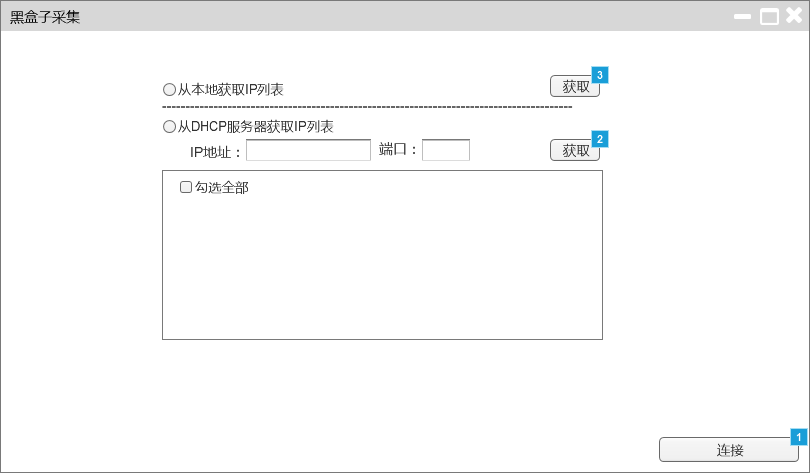 黑盒子采集
从本地获取IP列表 获取 3
从DHCP服务器获取IP列表
IP地址： 端口： 获取 2
勾选全部
连接 1